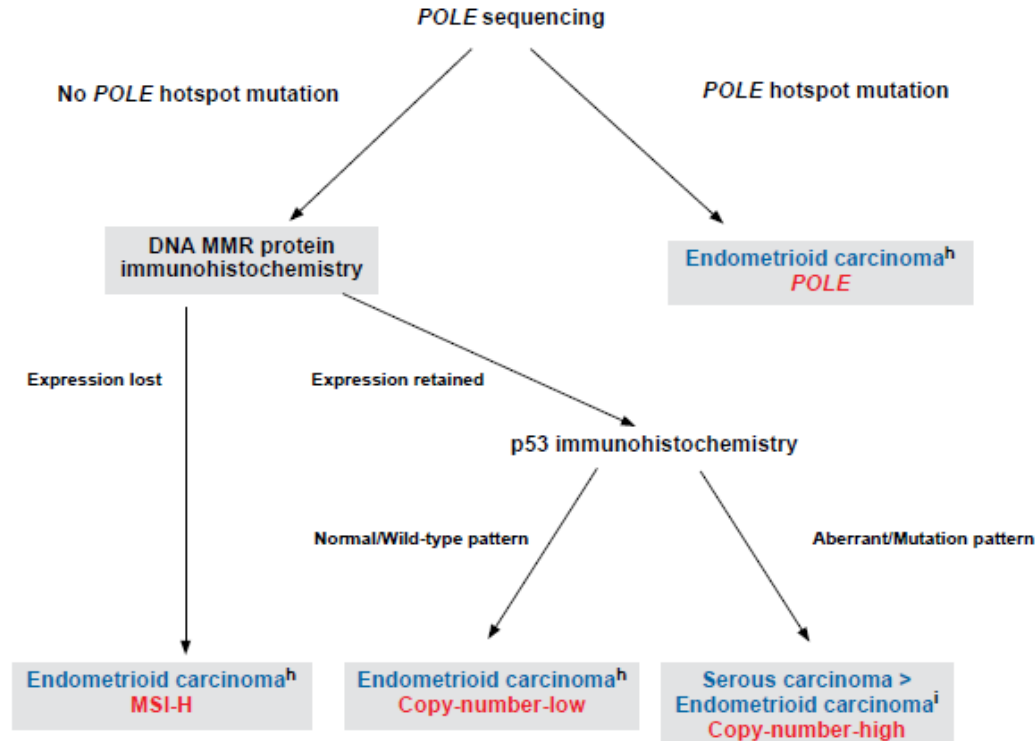 POLE sequencing
No POLE hotspot mutation
POLE hotspot mutation
DNA MMR protein
immunohistochemistry
Endometrioid carcinomaʰ
POLE
Expression lost
Expression retained
p53 immunohistochemistry
Normal/Wild-type pattern
Aberrant/Mutation pattern
Endometrioid carcinomaʰ
MSI-H
Endometrioid carcinomaʰ
Copy-number-low
Serous carcinoma >
Endometrioid carcinomaⁱ
Copy-number-high